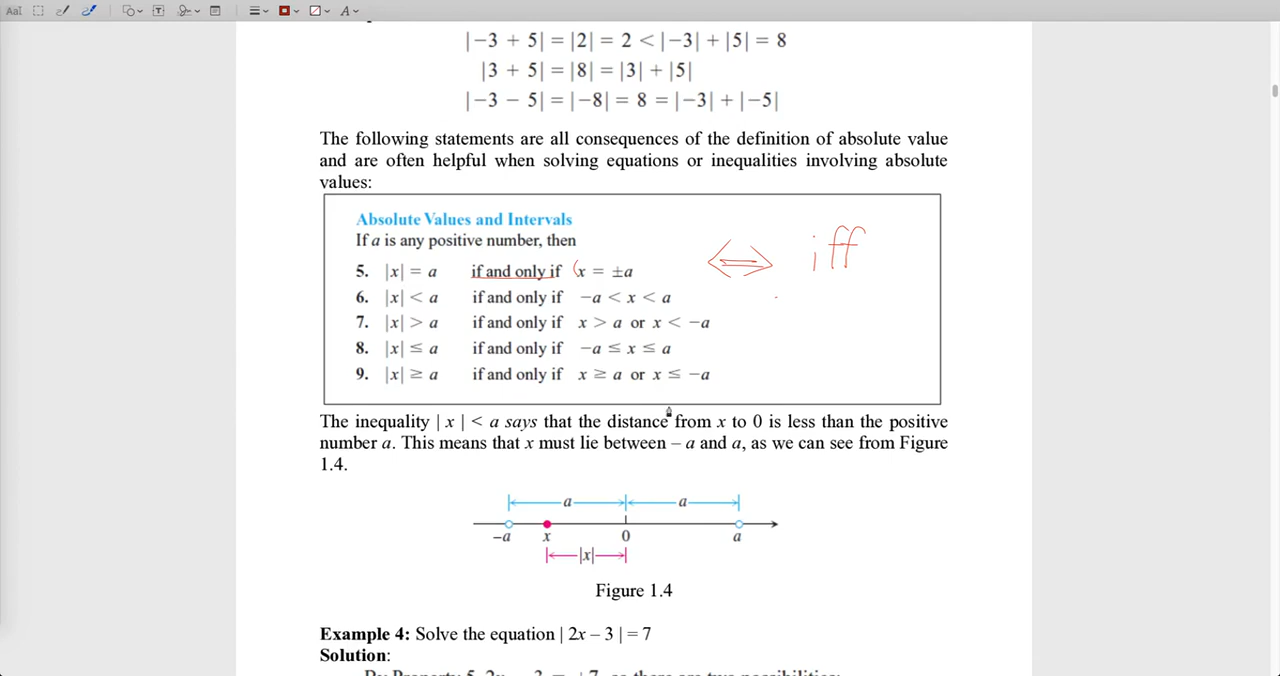 |−3 + 5| = |2| = 2 < |−3| + |5| = 8
|3 + 5| = |8| = |3| + |5|
|−3 − 5| = |−8| = 8 = |−3| + |−5|
The following statements are all consequences of the definition of absolute value
and are often helpful when solving equations or inequalities involving absolute
values:
Absolute Values and Intervals
If a is any positive number, then
5. |x| = a if and only if x = ±a
⟺ iff
6. |x| < a if and only if −a < x < a
7. |x| > a if and only if x > a or x < −a
8. |x| ≤ a if and only if −a ≤ x ≤ a
9. |x| ≥ a if and only if x ≥ a or x ≤ −a
The inequality | x | < a says that the distance from x to 0 is less than the positive
number a. This means that x must lie between – a and a, as we can see from Figure
1.4.
a a
−a x 0 a
|x|
Figure 1.4
Example 4: Solve the equation | 2x – 3 | = 7
Solution: